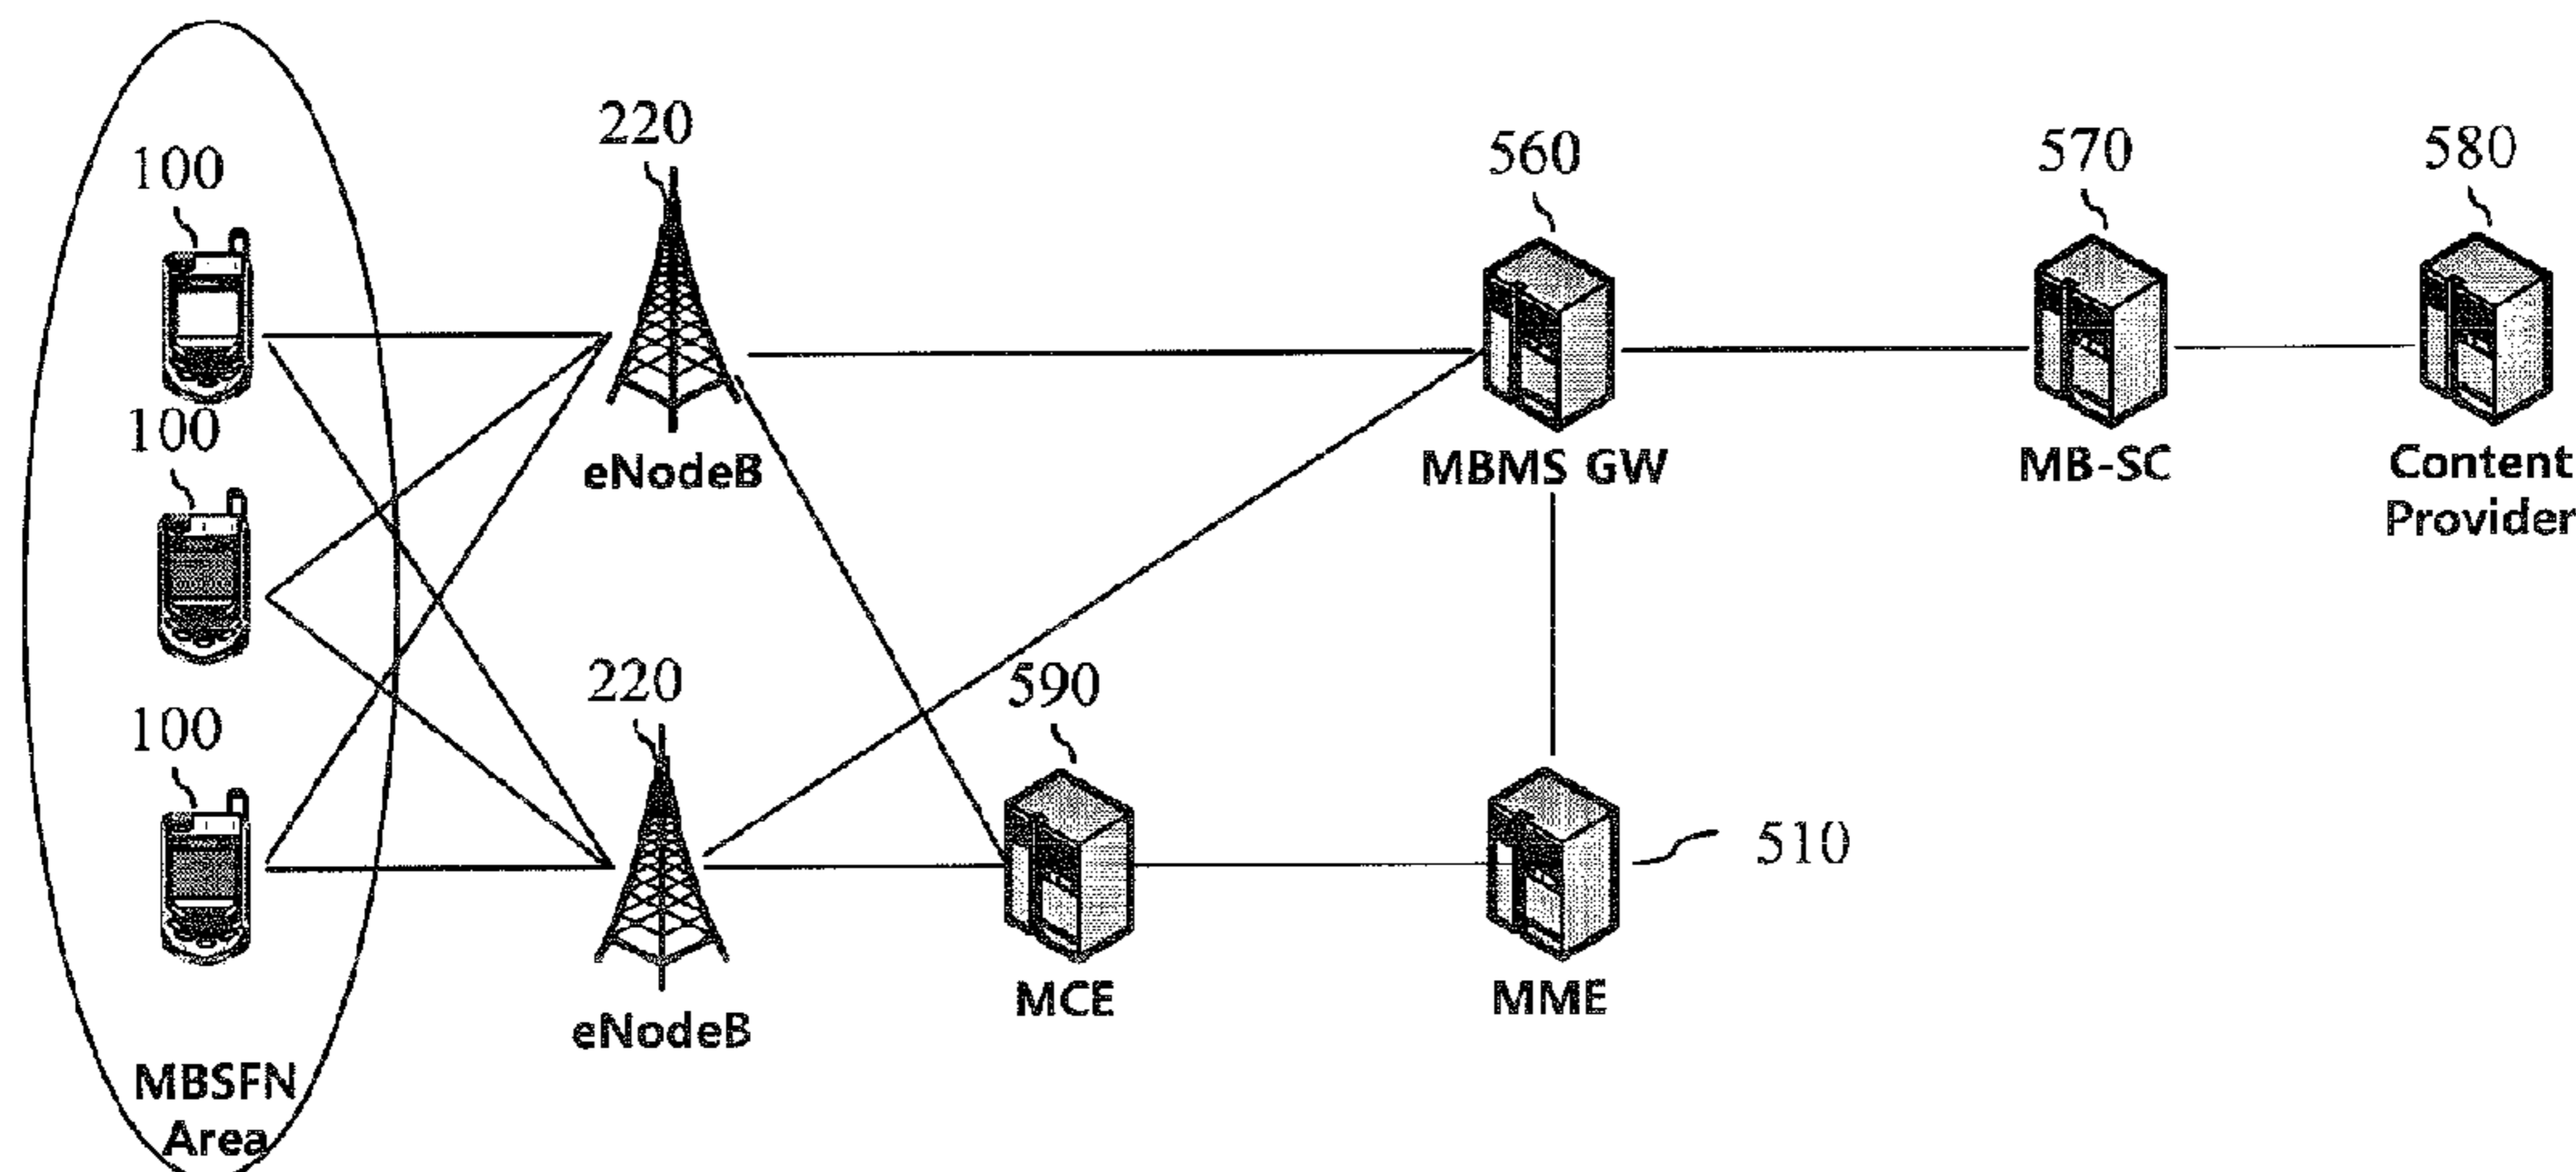 100
220
560
570
580
eNodeB
MBMS GW
MB-SC
Content
Provider
100
220
590
100
510
eNodeB
MCE
MME
MBSFN
Area